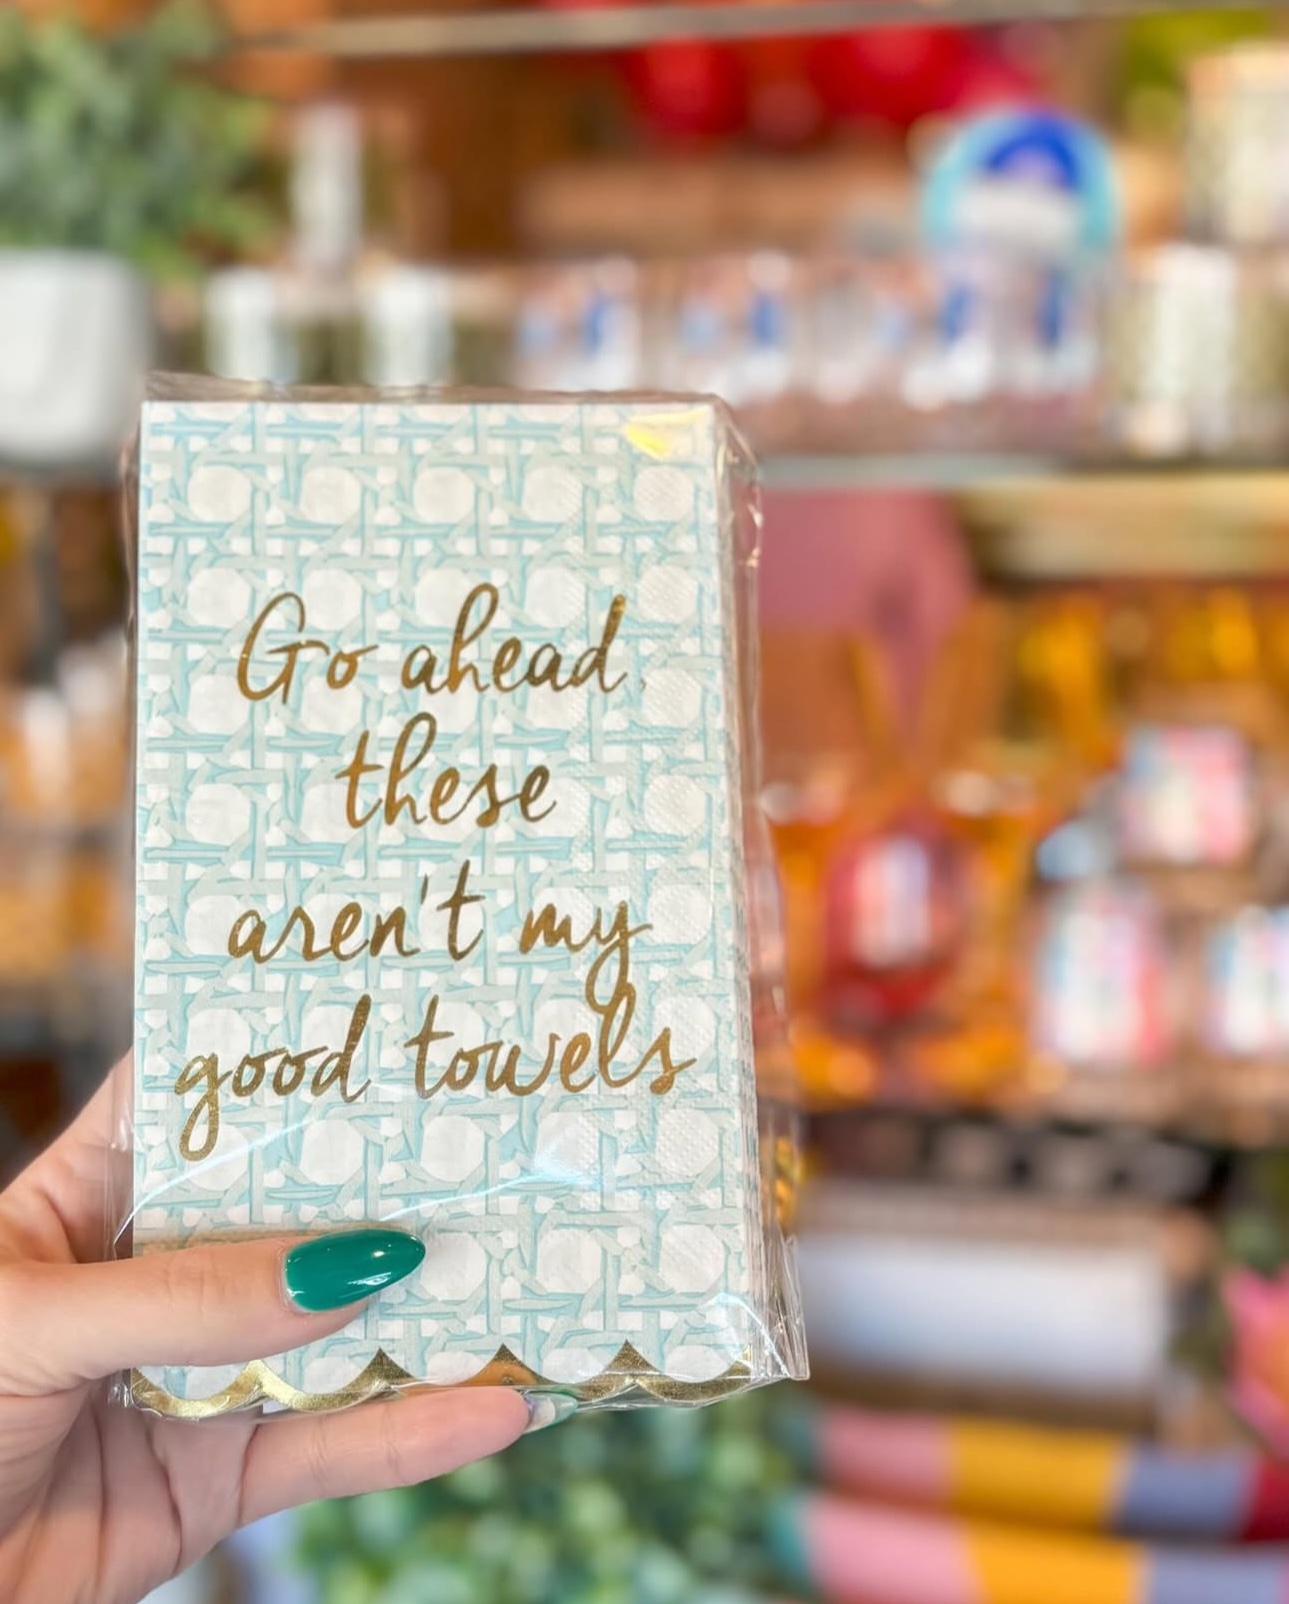 Go ahead,
these
aren't my
good towels